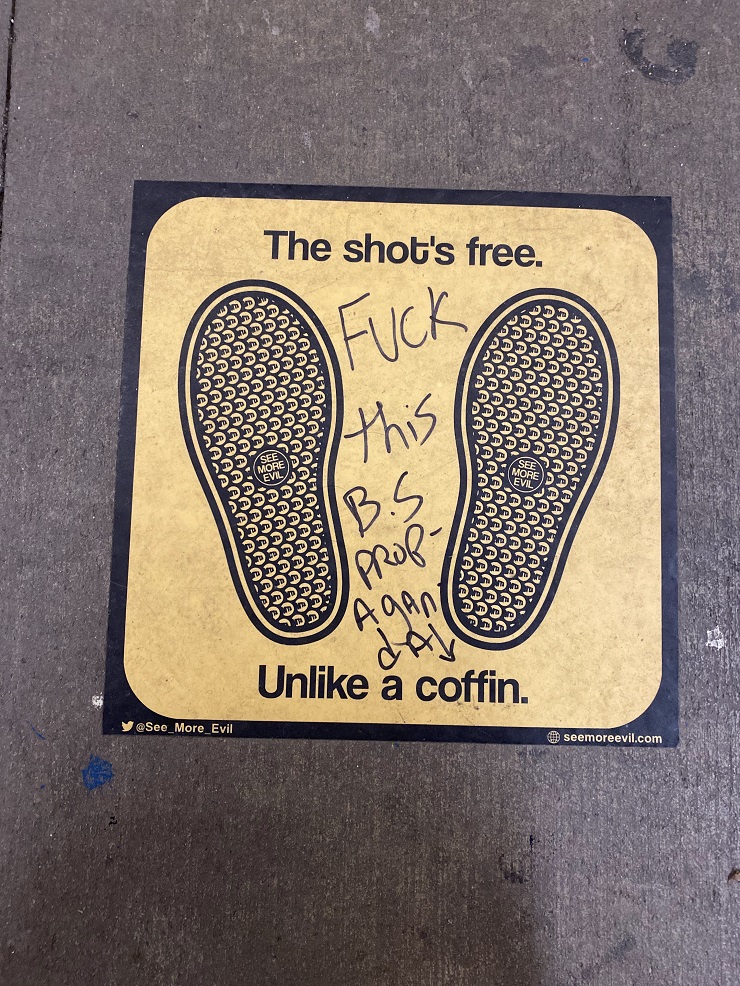 The shot's free.
FUCK
this
B.S
PROP-
Agan
dA
SEE
MORE
EVIL
SEE
MORE
EVIL
Unlike a coffin.
@See_More_Evil
seemoreevil.com